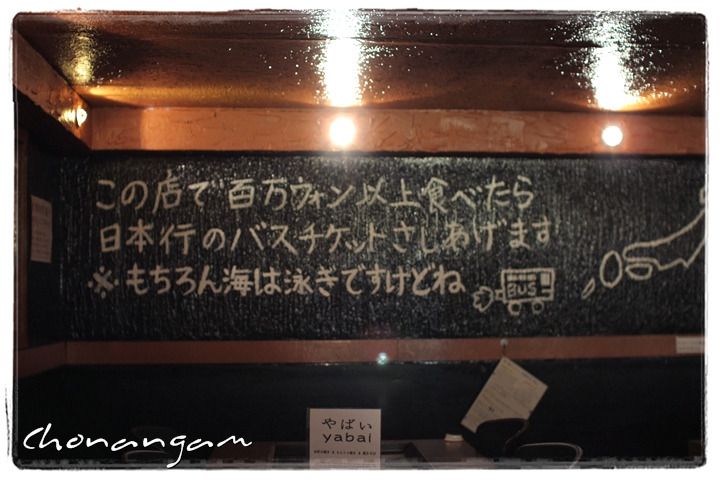 この店で百万ウォン以上食べたら
日本行のバスチケットさしあげます
※もちろん海は泳ぎですけどね
BUS
やばい
yabai
chonangam